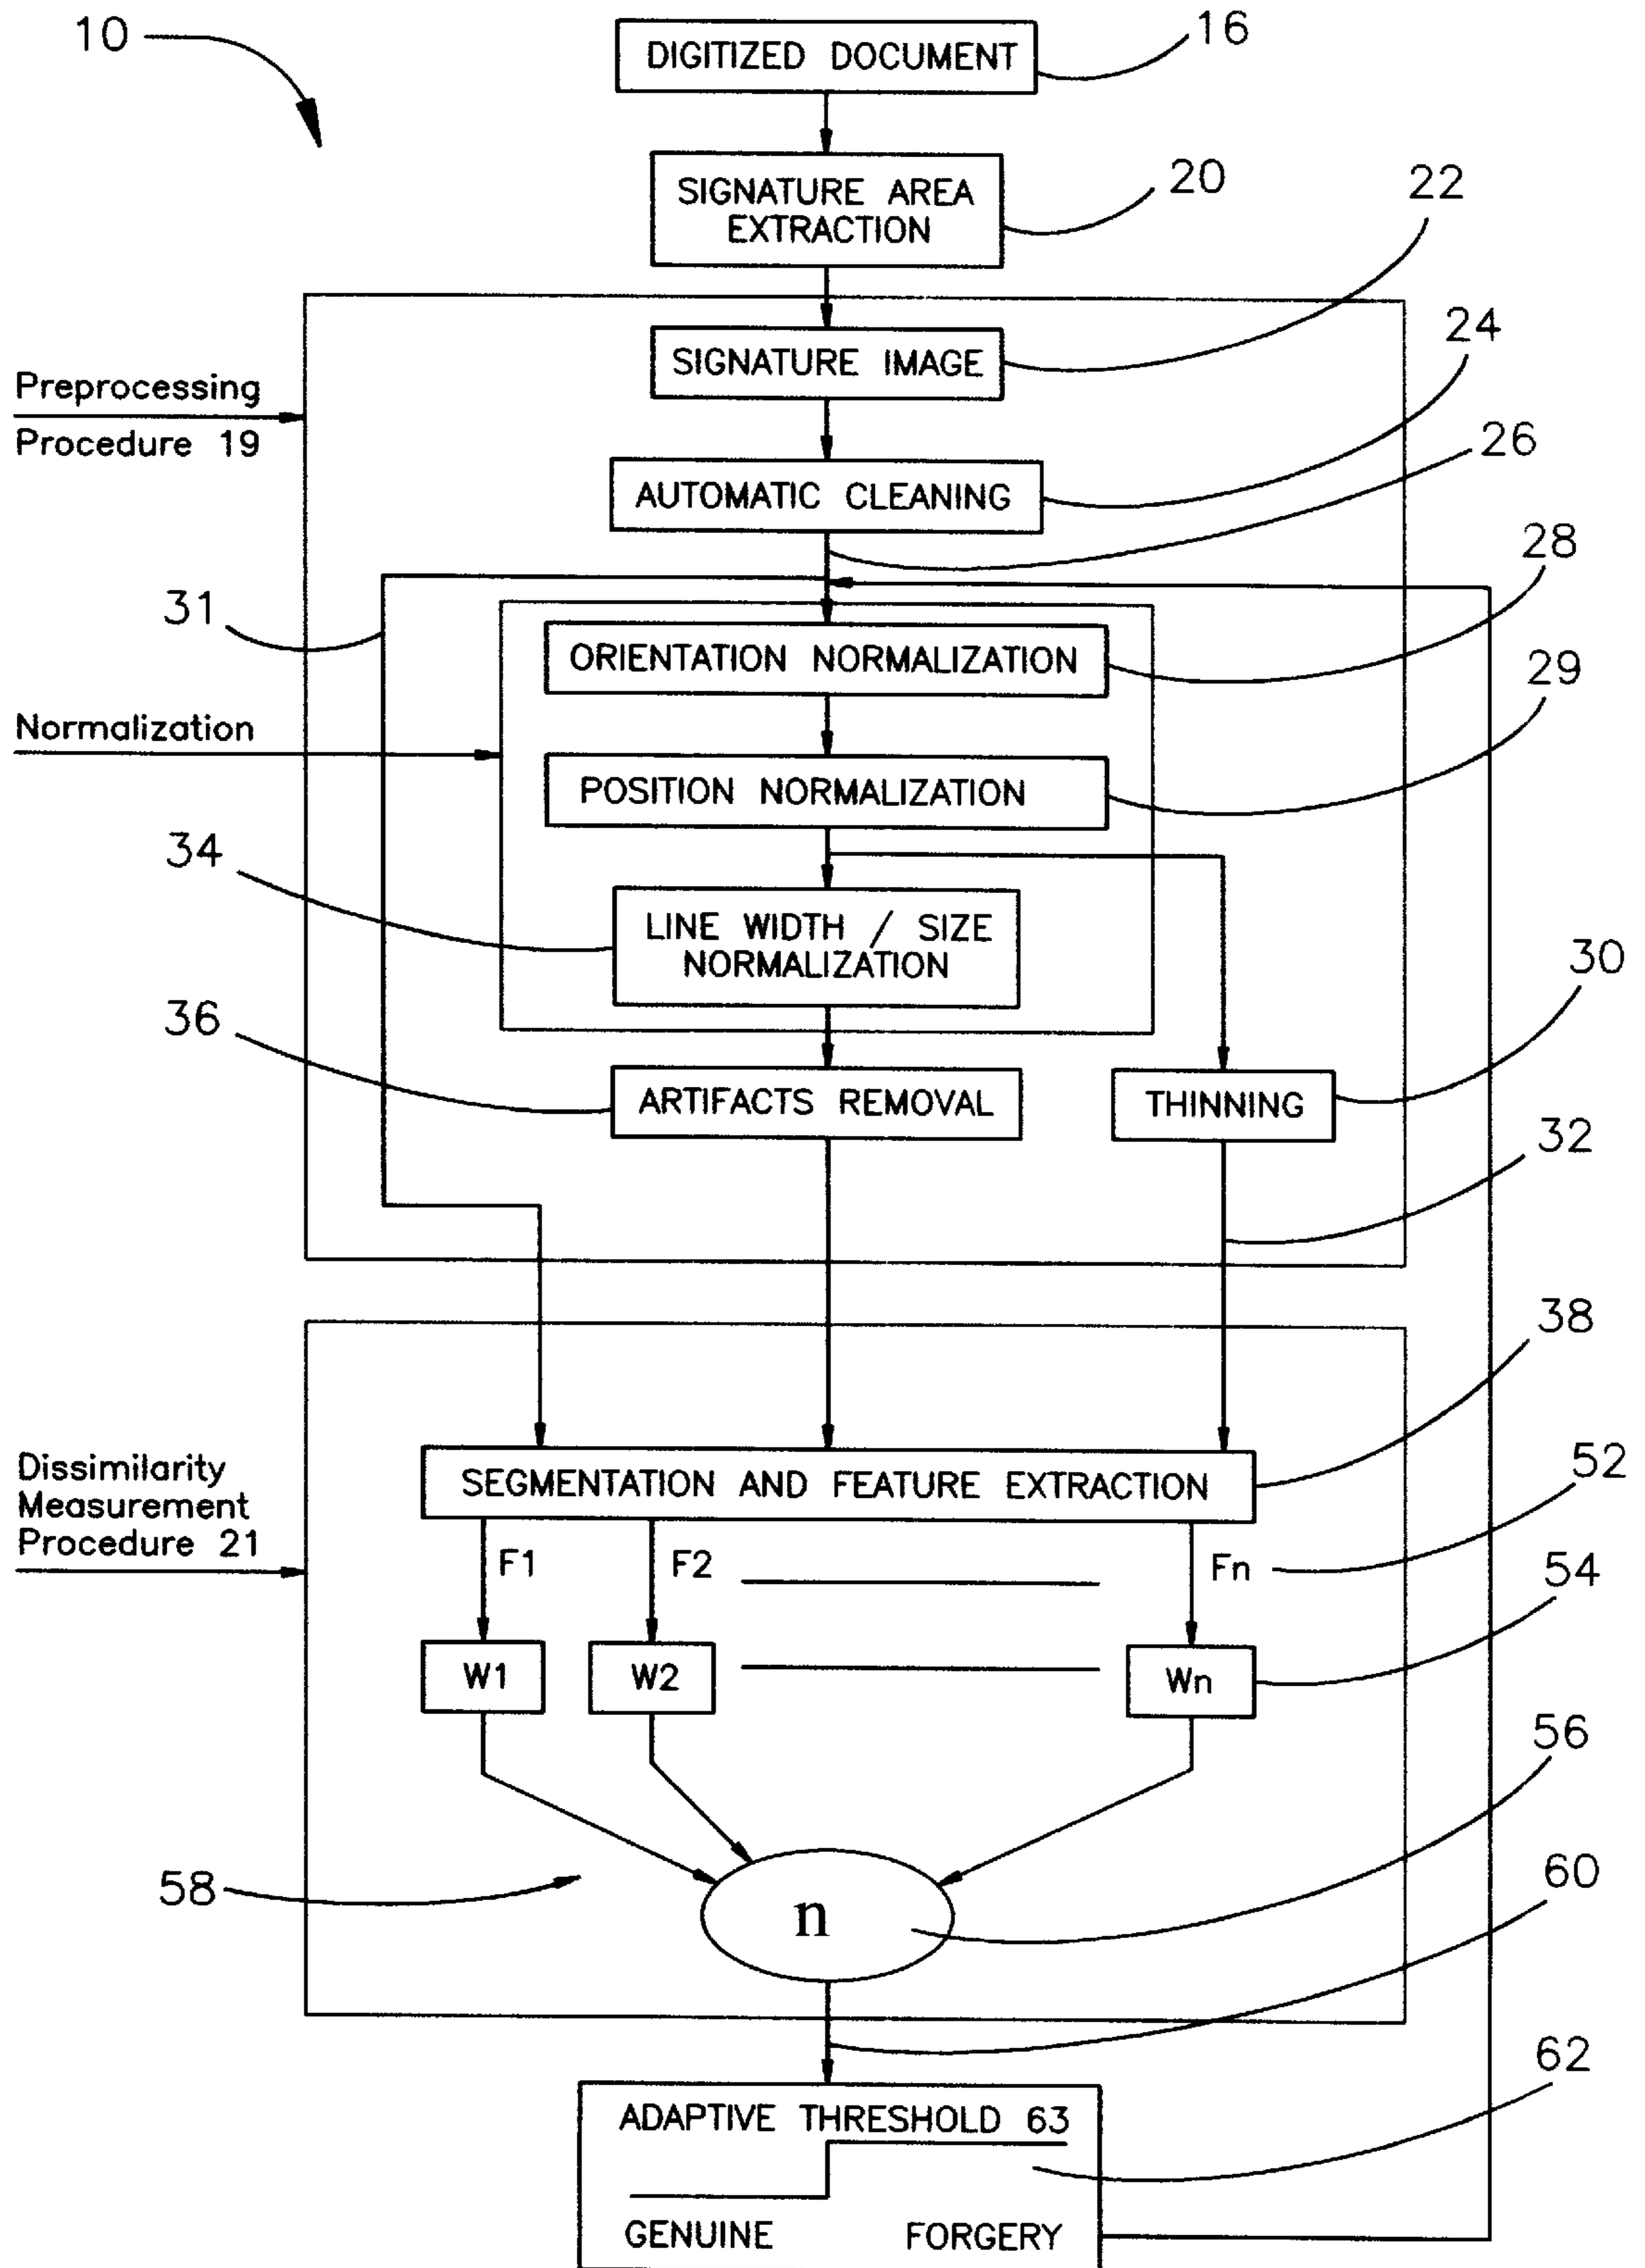 10
DIGITIZED DOCUMENT
16
SIGNATURE AREA
EXTRACTION
20
22
SIGNATURE IMAGE
24
Preprocessing
Procedure 19
AUTOMATIC CLEANING
26
28
31
ORIENTATION NORMALIZATION
29
Normalization
POSITION NORMALIZATION
34
LINE WIDTH / SIZE
NORMALIZATION
30
36
ARTIFACTS REMOVAL
THINNING
32
38
Dissimilarity
Measurement
Procedure 21
SEGMENTATION AND FEATURE EXTRACTION
52
F1
F2
Fn
54
W1
W2
Wn
56
58
n
60
62
ADAPTIVE THRESHOLD 63
GENUINE
FORGERY